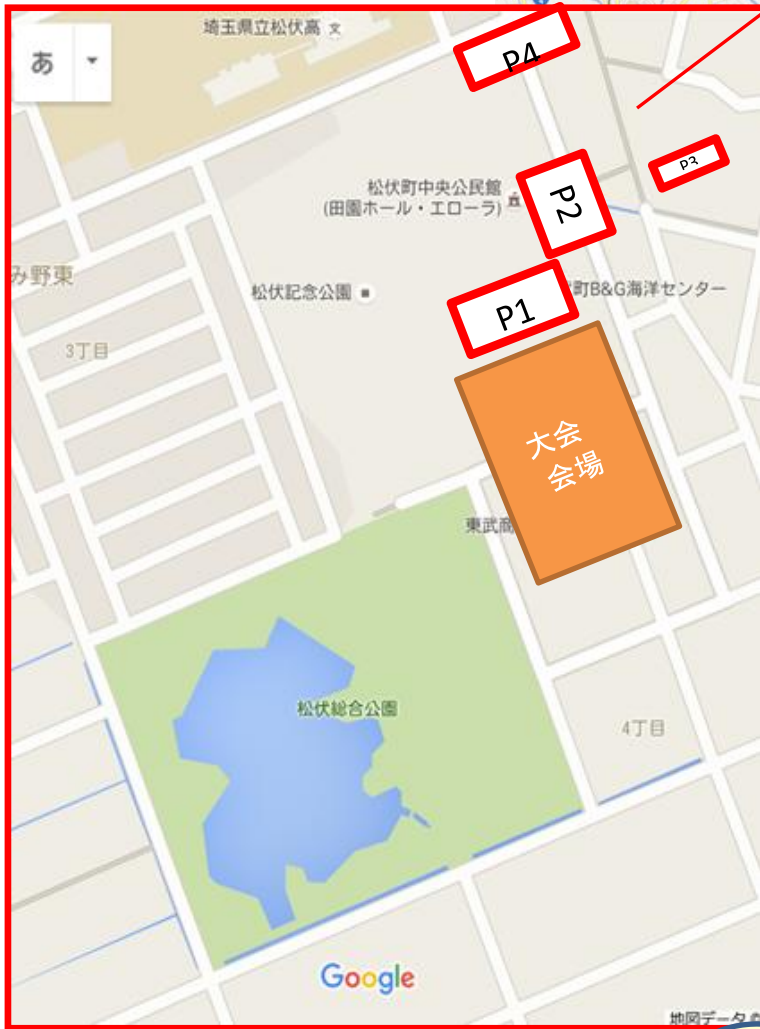 埼玉県立松伏高 文
あ
P4
P3
松伏町中央公民館
(田園ホール・エローラ)
P2
み野東
松伏記念公園
町B&G海洋センター
P1
3丁目
大会
会場
東武商
松伏総合公園
4丁目
Google
地図データ